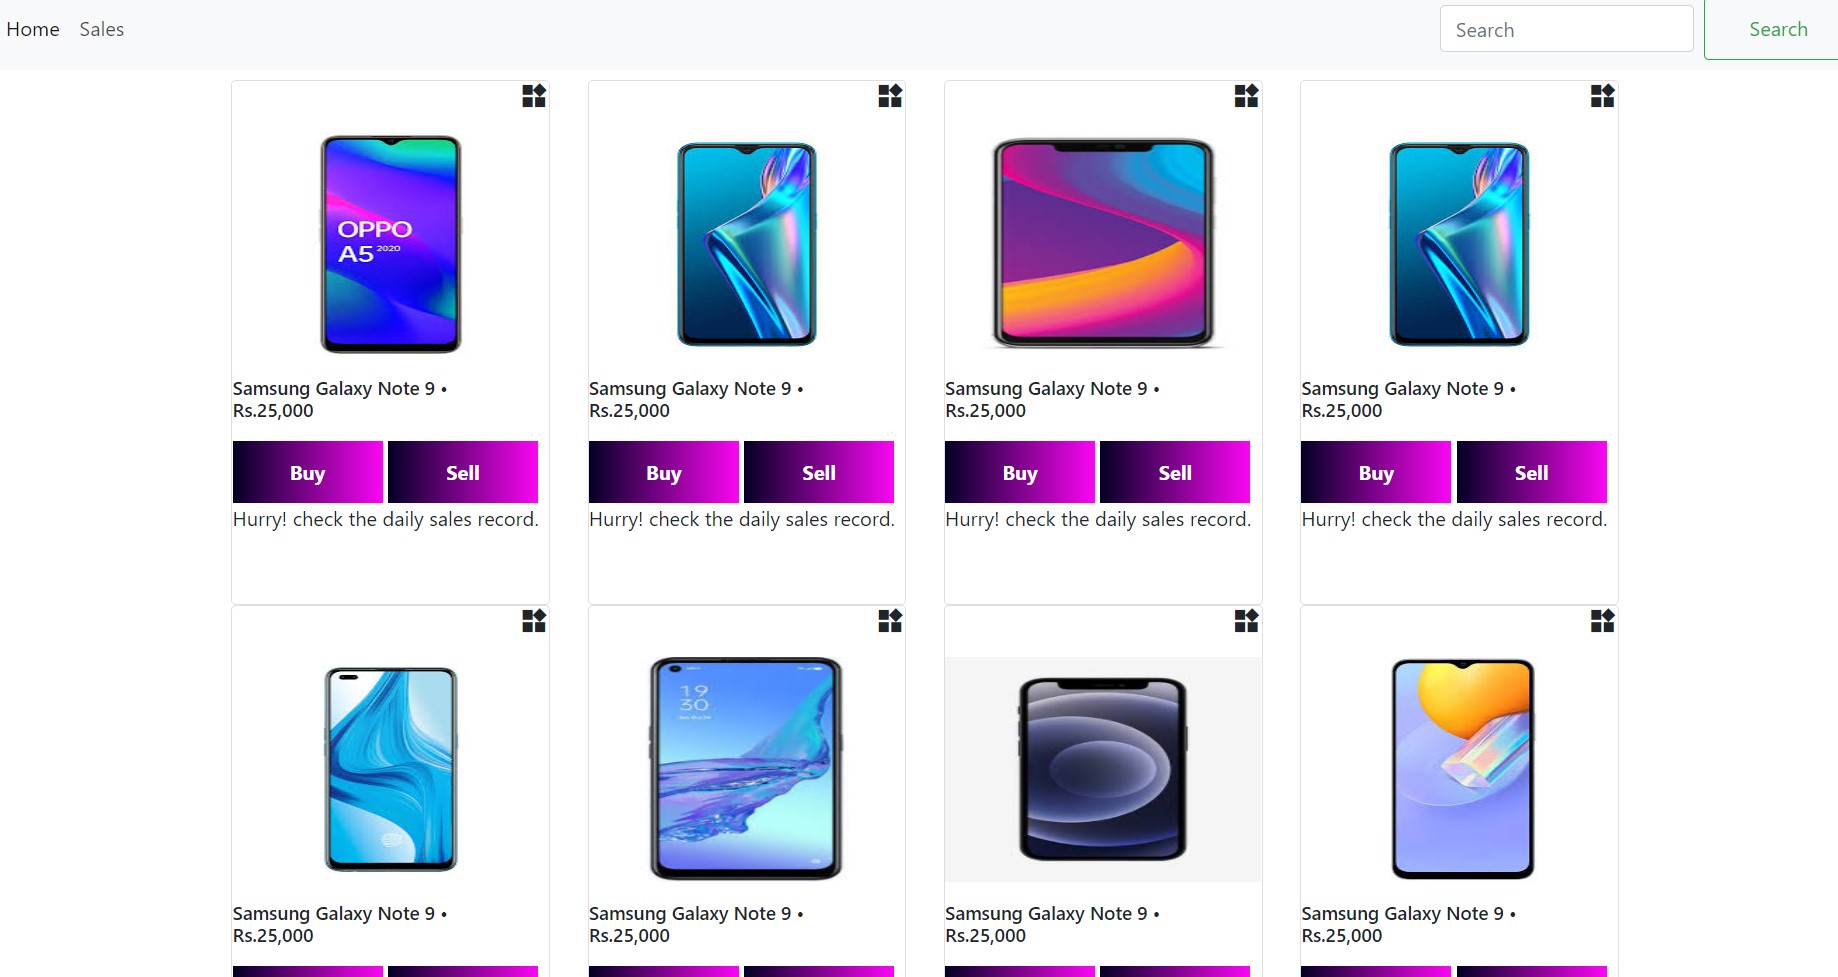 Home Sales Search Search
OPPO
A5 2020
Samsung Galaxy Note 9 •
Rs.25,000
Buy Sell
Hurry! check the daily sales record.
Samsung Galaxy Note 9 •
Rs.25,000
Buy Sell
Hurry! check the daily sales record.
Samsung Galaxy Note 9 •
Rs.25,000
Buy Sell
Hurry! check the daily sales record.
Samsung Galaxy Note 9 •
Rs.25,000
Buy Sell
Hurry! check the daily sales record.
Samsung Galaxy Note 9 •
Rs.25,000
19
30
Samsung Galaxy Note 9 •
Rs.25,000
Samsung Galaxy Note 9 •
Rs.25,000
Samsung Galaxy Note 9 •
Rs.25,000